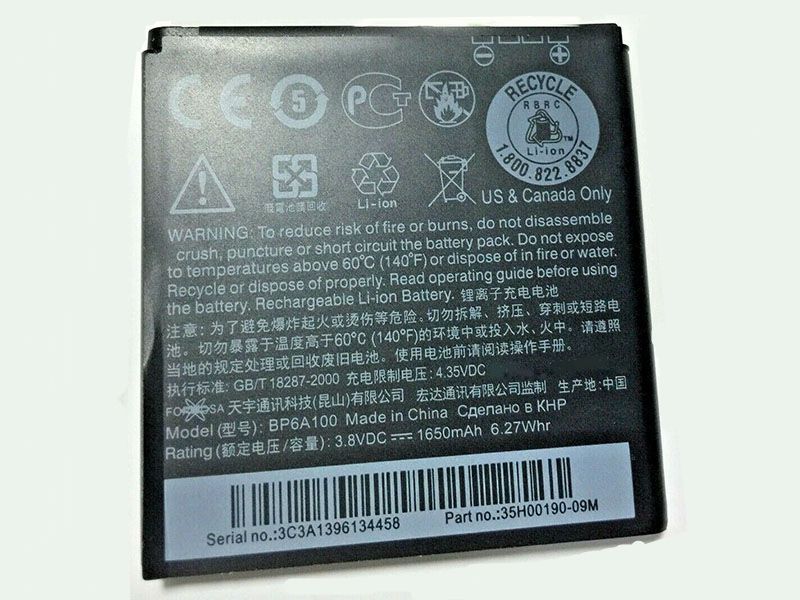 CE 5 РСТ
RECYCLE
RBRC
Li-ion
1.800.822.8837
廢電池請回收 Li-ion US & Canada Only
WARNING: To reduce risk of fire or burns, do not disassemble
crush, puncture or short circuit the battery pack. Do not expose
to temperatures above 60°C (140°F) or dispose of in fire or water.
Recycle or dispose of properly. Read operating guide before using
the battery. Rechargeable Li-ion Battery. 锂离子充电电池
注意: 为了避免爆炸起火或烫伤等危险。切勿拆解、挤压、穿刺或短路电
池。切勿暴露于温度高于60°C (140°F) 的环境中或投入水, 火中。请遵照
当地的规定处理或回收废旧电池。使用电池前请阅读操作手册。
执行标准: GB/T 18287-2000 充电限制电压: 4.35VDC
天宇通讯科技(昆山)有限公司 宏达通讯有限公司监制 生产地: 中国
Model (型号): BP6A100 Made in China Сделано в КНР
Rating (额定电压/容量): 3.8VDC 1650mAh 6.27Whr
Serial no.:3C3A1396134458 Part no.:35H00190-09M